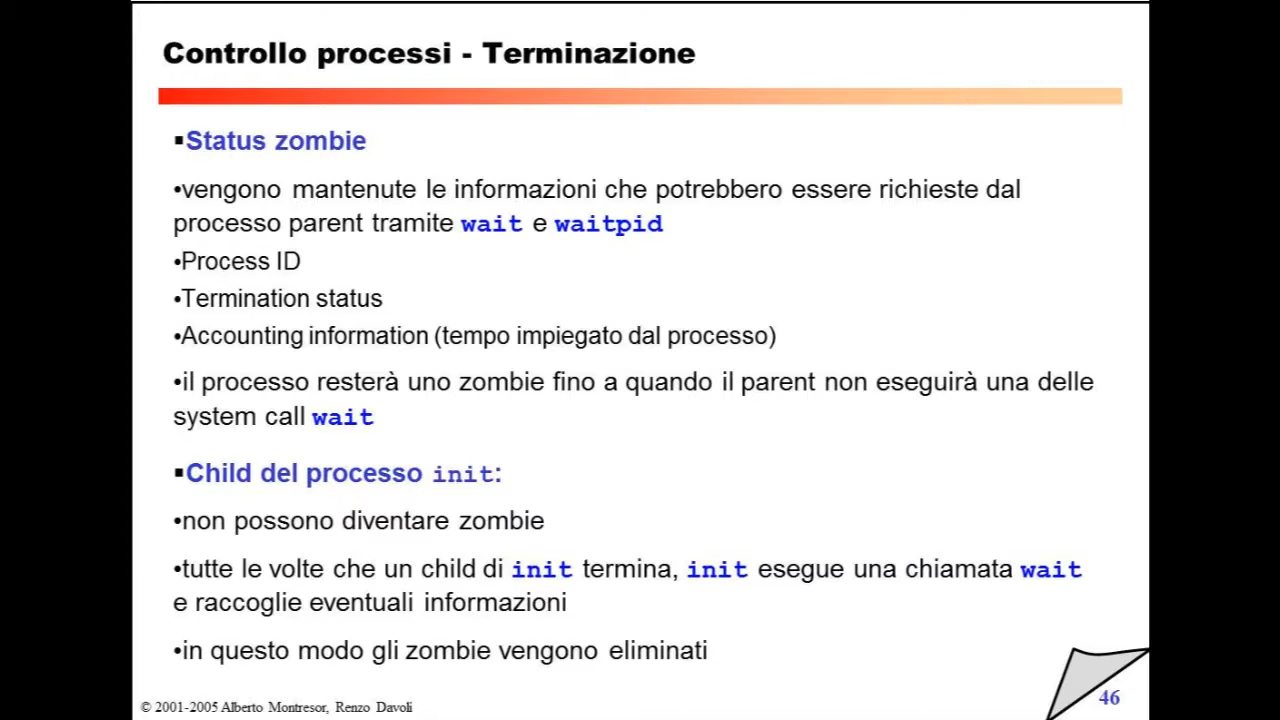 Controllo processi - Terminazione
▪Status zombie
•vengono mantenute le informazioni che potrebbero essere richieste dal
processo parent tramite wait e waitpid
•Process ID
•Termination status
•Accounting information (tempo impiegato dal processo)
•il processo resterà uno zombie fino a quando il parent non eseguirà una delle
system call wait
▪Child del processo init:
•non possono diventare zombie
•tutte le volte che un child di init termina, init esegue una chiamata wait
e raccoglie eventuali informazioni
•in questo modo gli zombie vengono eliminati
© 2001-2005 Alberto Montresor, Renzo Davoli
46